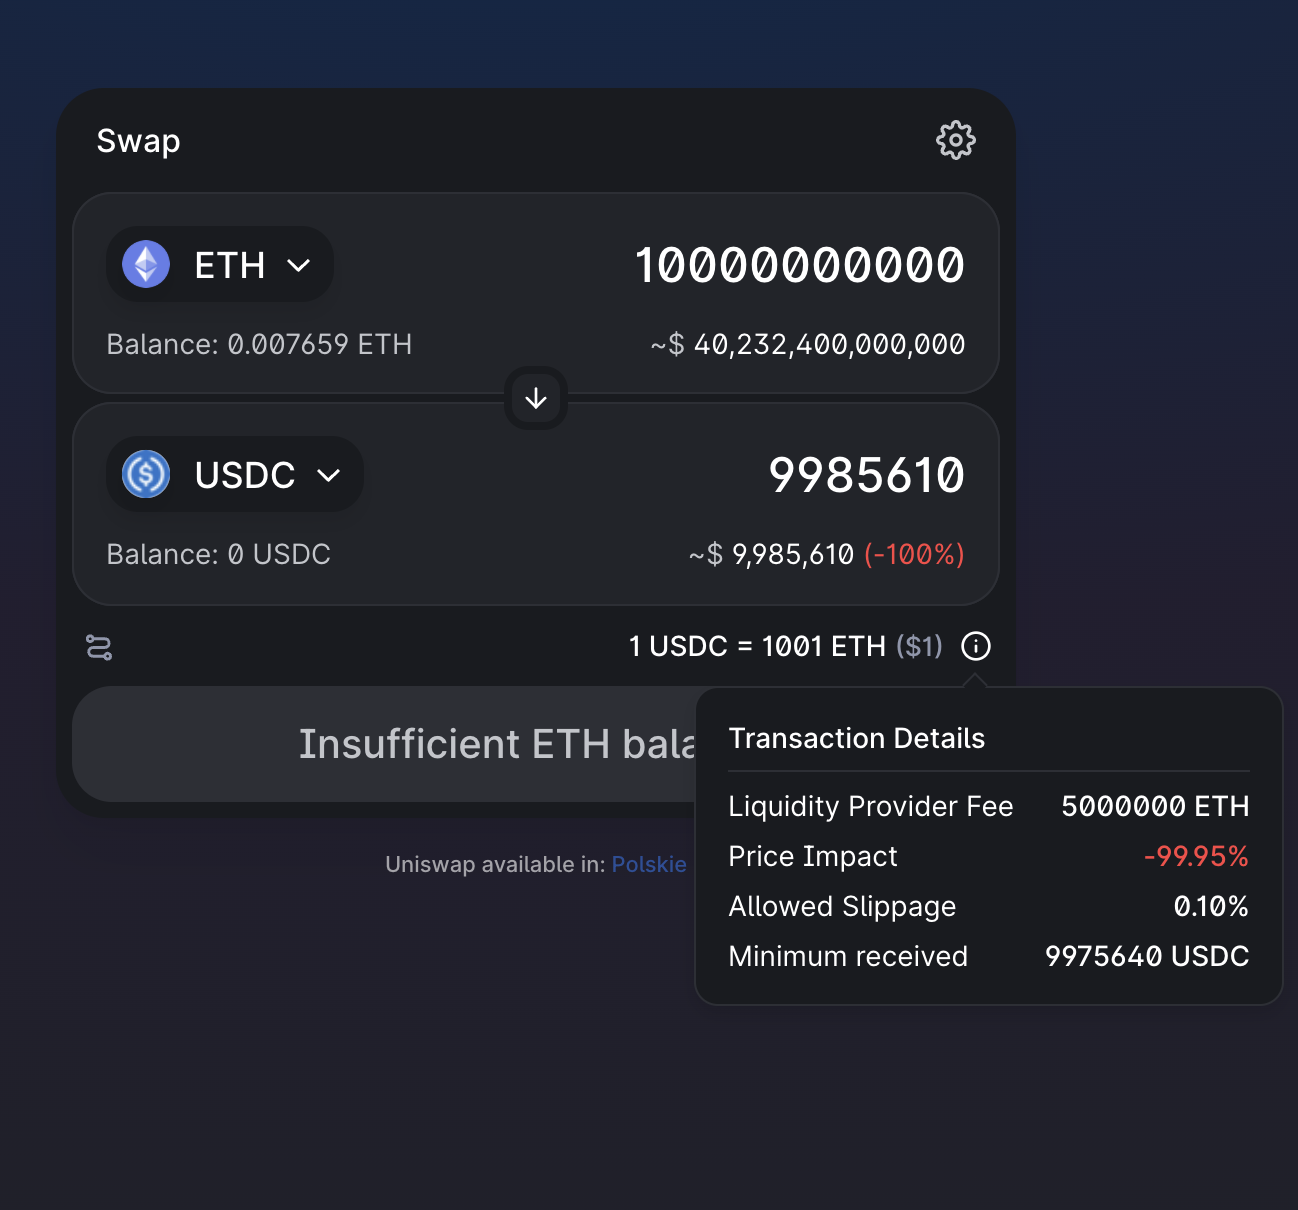 Swap
ETH
10000000000
Balance: 0.007659 ETH
~$ 40,232,400,000,000
USDC
9985610
Balance: 0 USDC
~$ 9,985,610 (-100%)
1 USDC = 1001 ETH ($1)
Insufficient ETH bala
Transaction Details
Liquidity Provider Fee 5000000 ETH
Price Impact -99.95%
Allowed Slippage 0.10%
Minimum received 9975640 USDC
Uniswap available in: Polskie